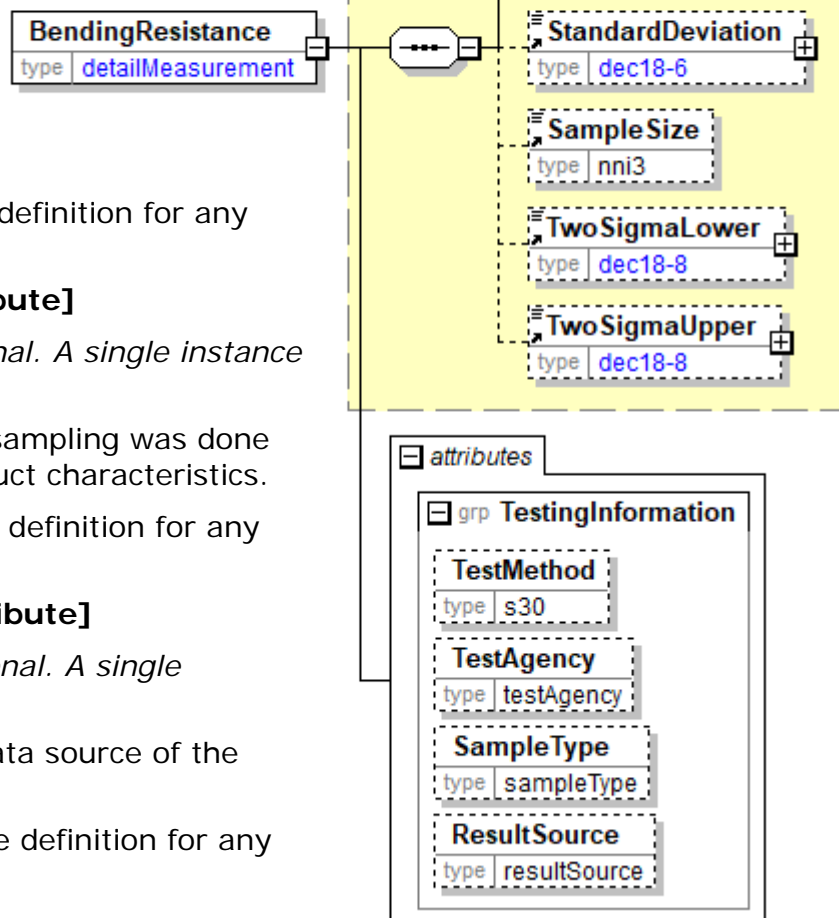 BendingResistance
type detailMeasurement
definition for any
bute]
nal. A single instance
sampling was done
uct characteristics.
definition for any
ibute]
onal. A single
ata source of the
e definition for any
StandardDeviation
type dec18-6
SampleSize
type nni3
TwoSigmaLower
type dec18-8
TwoSigmaUpper
type dec18-8
attributes
grp TestingInformation
TestMethod
type s30
TestAgency
type testAgency
SampleType
type sampleType
ResultSource
type resultSource